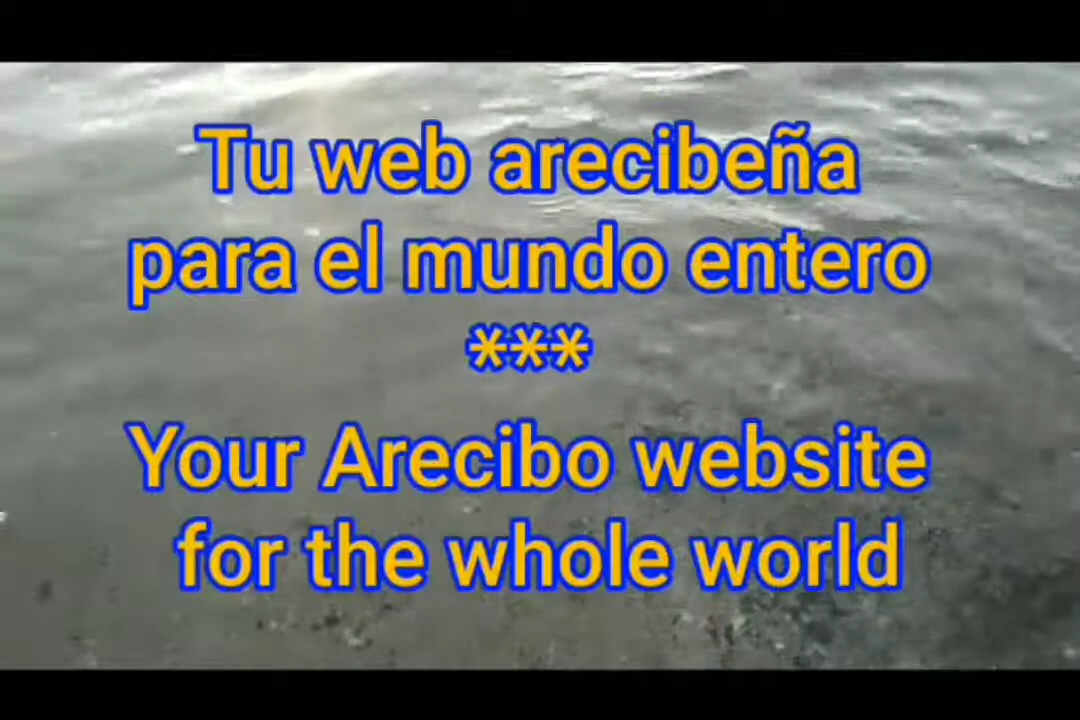 Tu web arecibeña
para el mundo entero
***
Your Arecibo website
for the whole world